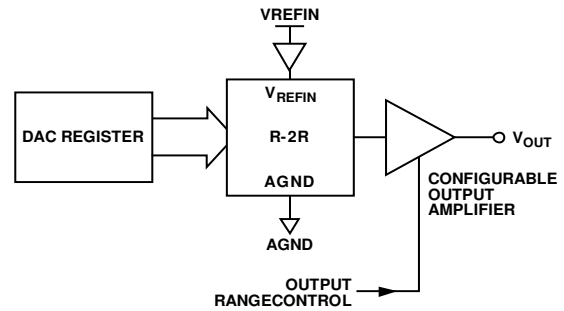 VREFIN
VREFIN
DAC REGISTER
R-2R
AGND
VOUT
CONFIGURABLE
OUTPUT
AMPLIFIER
AGND
OUTPUT
RANGECONTROL